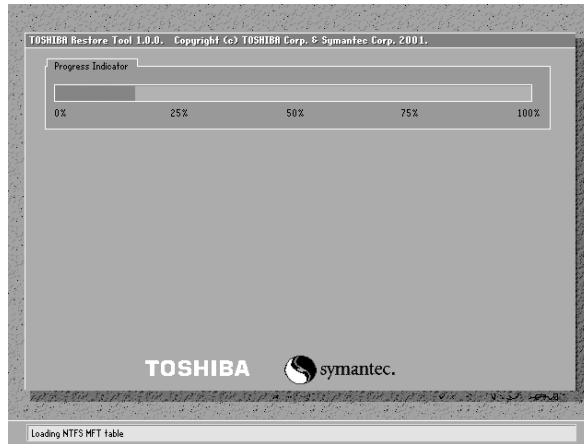 TOSHIBA Restore Tool 1.0.0. Copyright (c) TOSHIBA Corp. & Symantec Corp. 2001.
Progress Indicator
0% 25% 50% 75% 100%
TOSHIBA symantec.
Loading NTFS MFT table